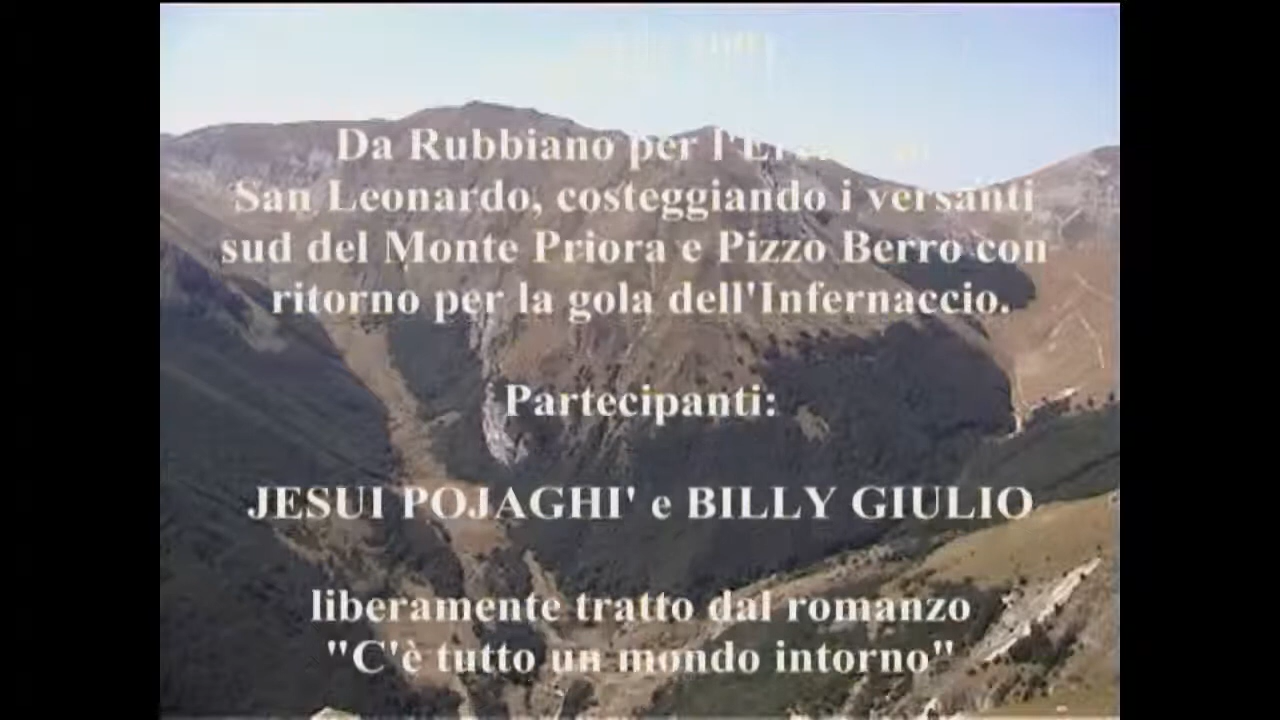 Da Rubbiano per
San Leonardo, costeggiando i versanti
sud del Monte Priora e Pizzo Berro con
ritorno per la gola dell'Infernaccio.
Partecipanti:
JESUI POJAGHI' e BILLY GIULIO
liberamente tratto dal romanzo
"C'è tutto un mondo intorno"